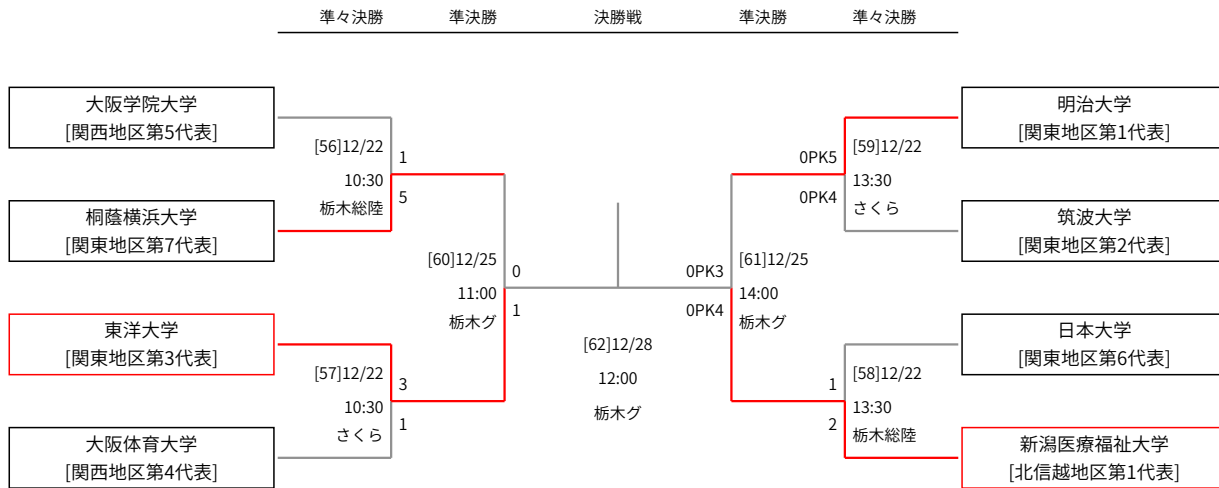 準々決勝 準決勝 決勝戦 準決勝 準々決勝
大阪学院大学
[関西地区第5代表]
桐蔭横浜大学
[関東地区第7代表]
東洋大学
[関東地区第3代表]
大阪体育大学
[関西地区第4代表]
[56]12/22
10:30
栃木総陸
1
5
[57]12/22
10:30
さくら
3
1
[60]12/25
11:00
栃木グ
0
1
[62]12/28
12:00
栃木グ
0PK3
0PK4
[61]12/25
14:00
栃木グ
0PK5
0PK4
[59]12/22
13:30
さくら
1
2
[58]12/22
13:30
栃木総陸
明治大学
[関東地区第1代表]
筑波大学
[関東地区第2代表]
日本大学
[関東地区第6代表]
新潟医療福祉大学
[北信越地区第1代表]